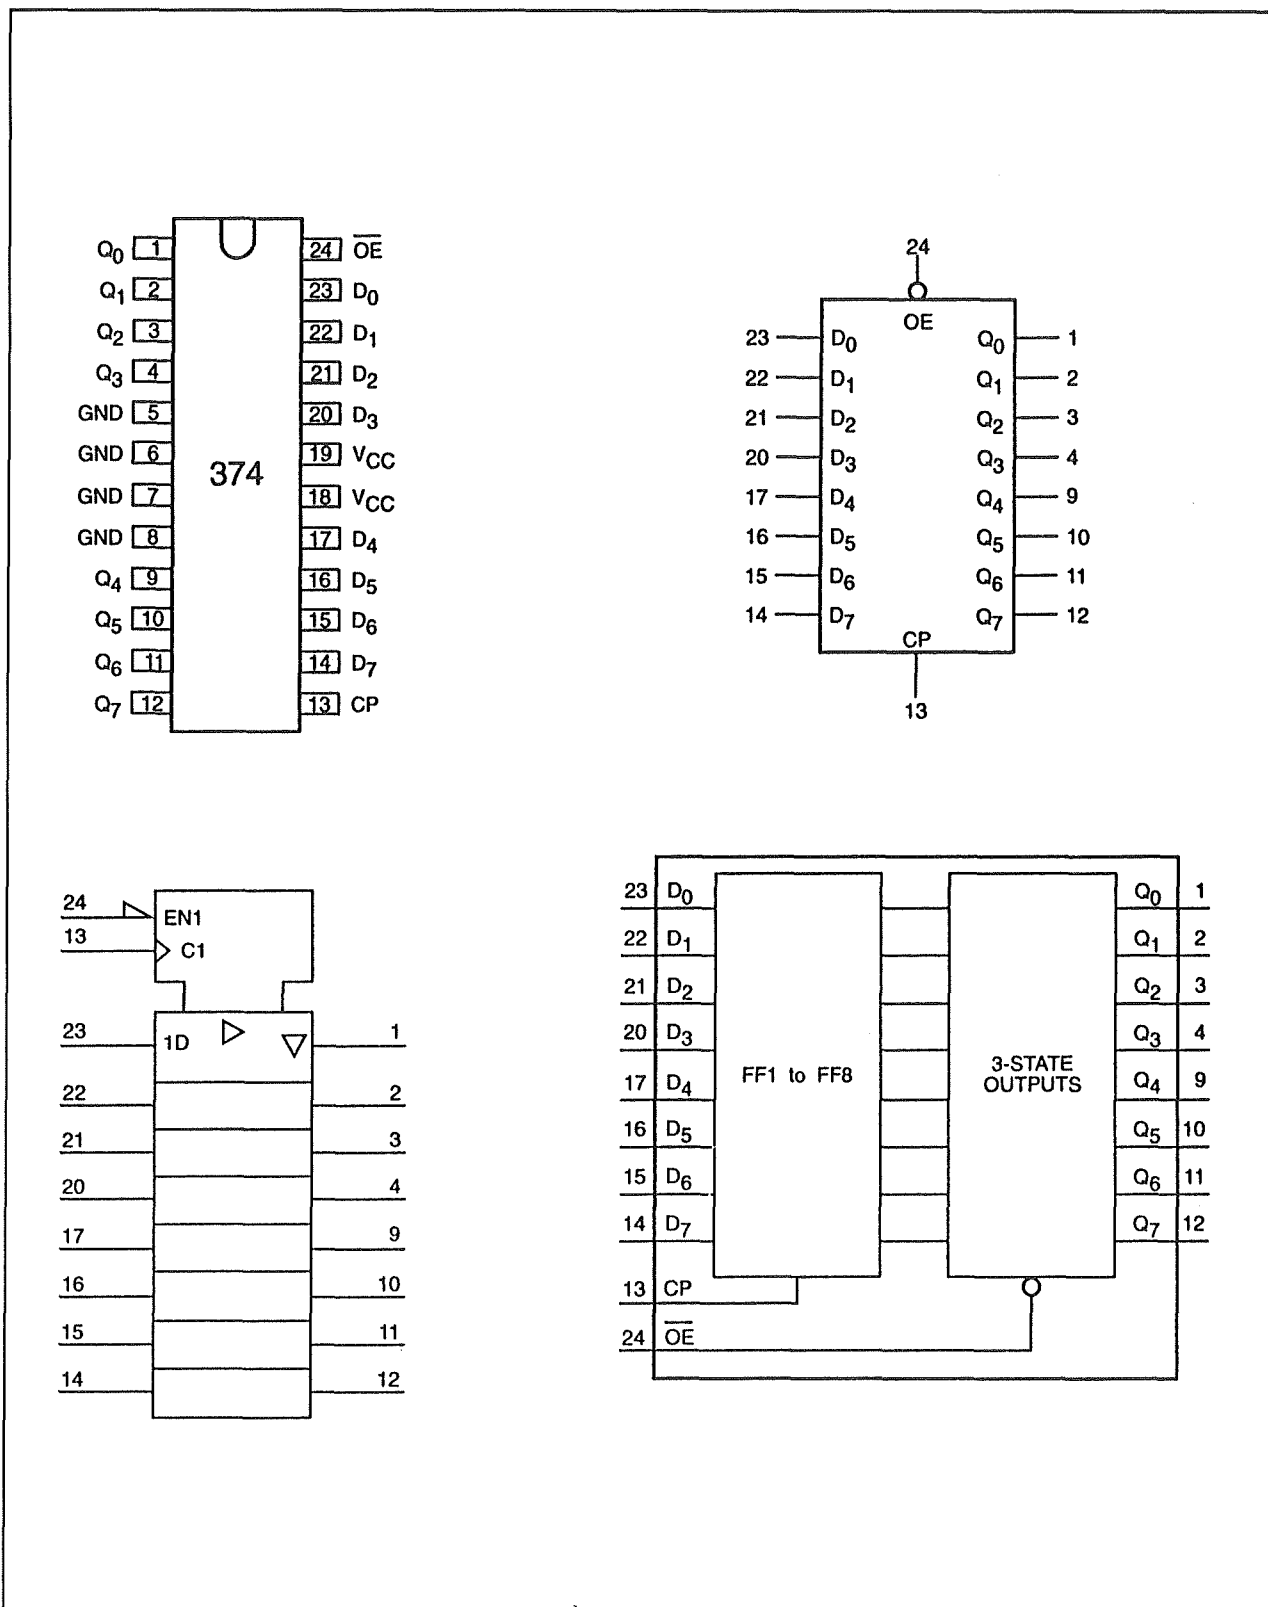 Q0 1 24 OE
Q1 2 23 D0
Q2 3 22 D1
Q3 4 21 D2
GND 5 20 D3
GND 6 19 VCC
374
GND 7 18 VCC
GND 8 17 D4
Q4 9 16 D5
Q5 10 15 D6
Q6 11 14 D7
Q7 12 13 CP
24
OE
23 D0 Q0 1
22 D1 Q1 2
21 D2 Q2 3
20 D3 Q3 4
17 D4 Q4 9
16 D5 Q5 10
15 D6 Q6 11
14 D7 Q7 12
CP
13
24 EN1
13 C1
23 1D 1
22 2
21 3
20 4
17 9
16 10
15 11
14 12
23 D0 Q0 1
22 D1 Q1 2
21 D2 Q2 3
20 D3 Q3 4
FF1 to FF8
3-STATE
OUTPUTS
17 D4 Q4 9
16 D5 Q5 10
15 D6 Q6 11
14 D7 Q7 12
13 CP
24 OE